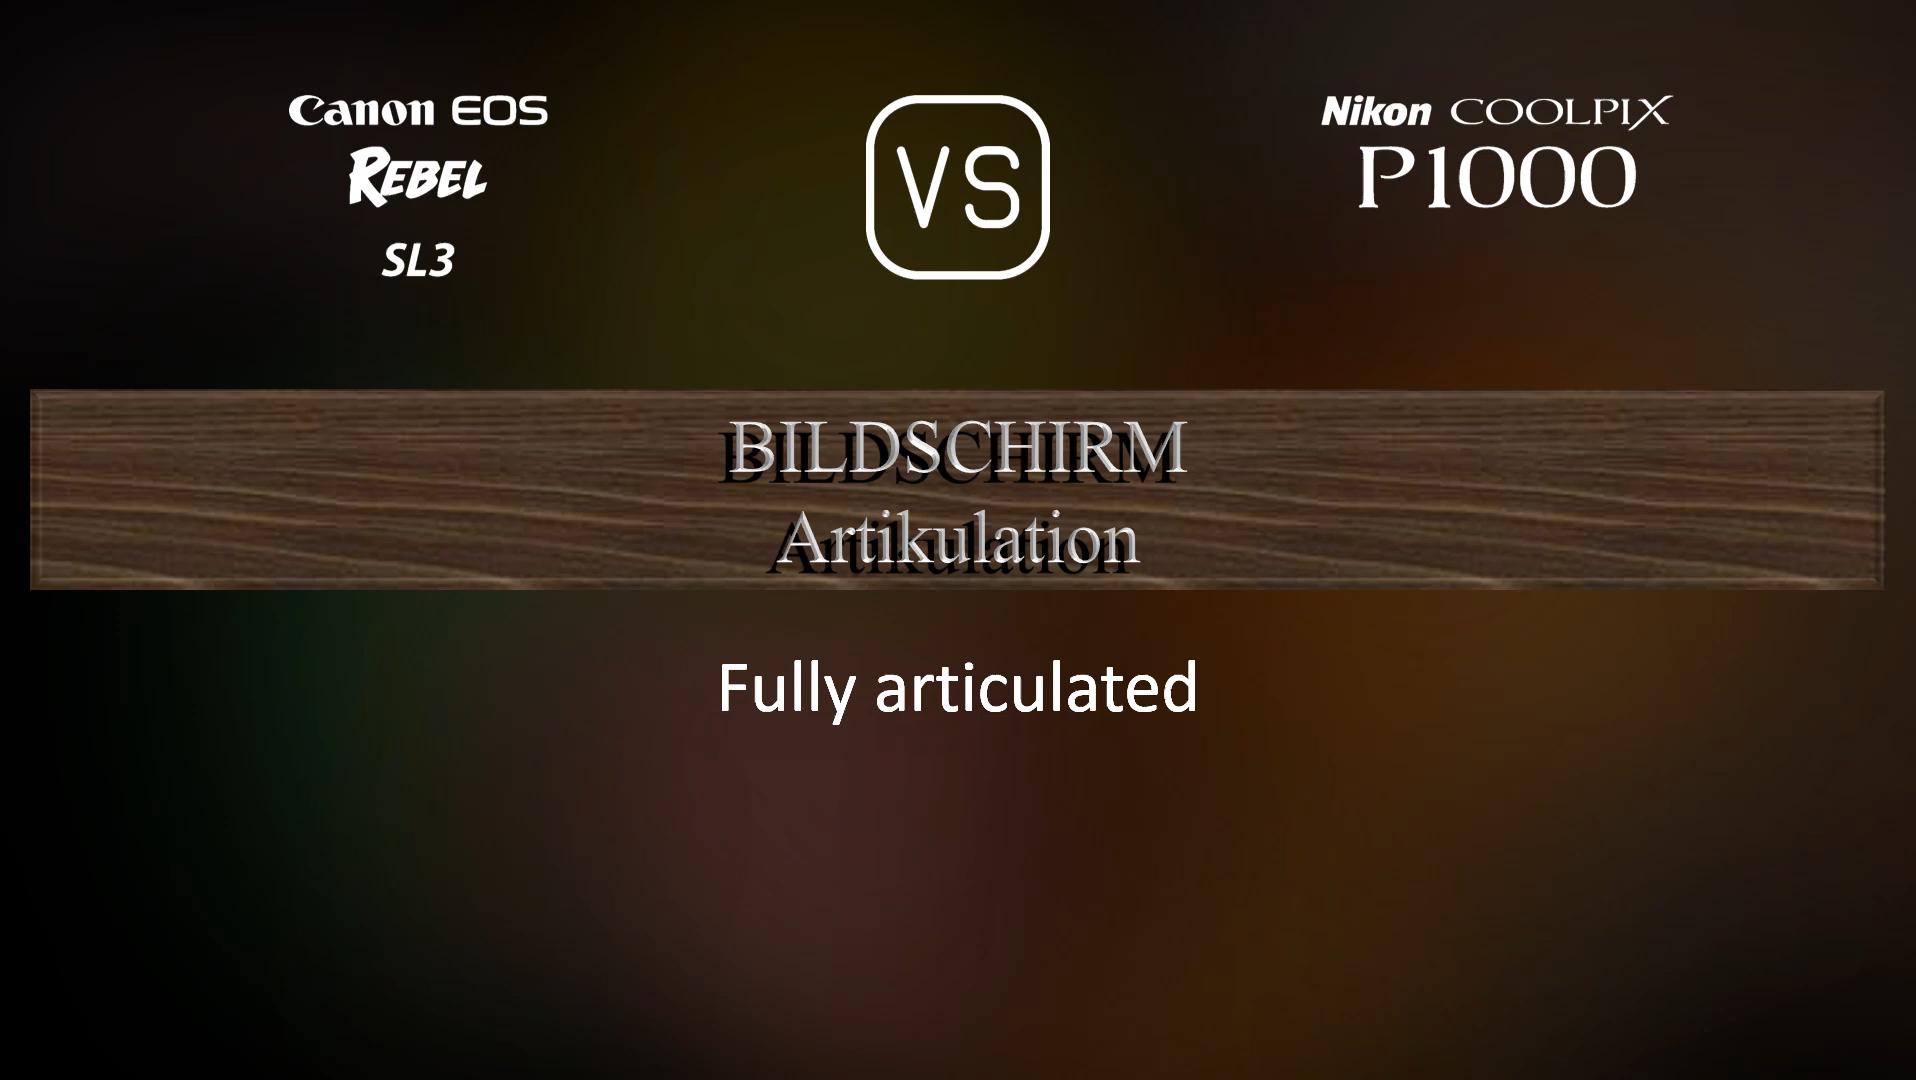 Canon EOS
REBEL
SL3
VS
Nikon COOLPIX
P1000
BILDSCHIRM
Artikulation
Fully articulated